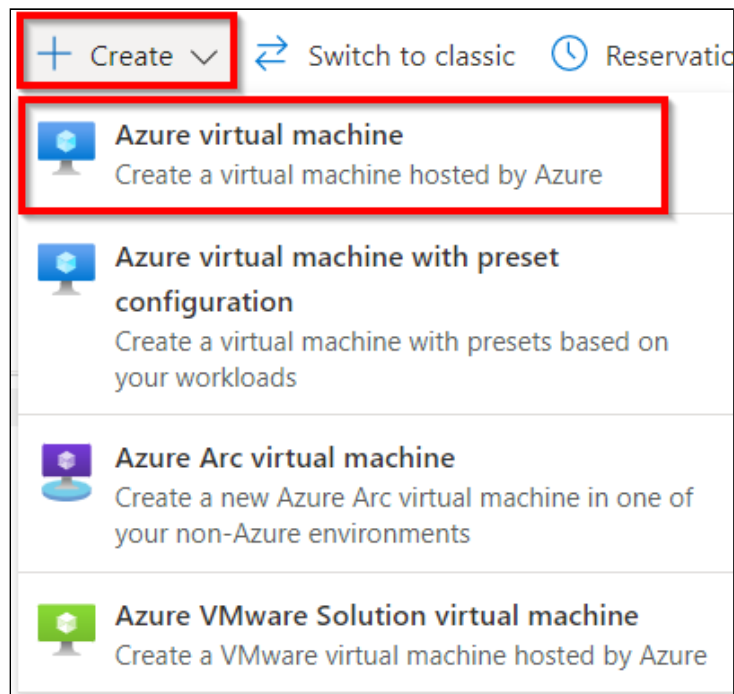 + Create Switch to classic Reservatio
Azure virtual machine
Create a virtual machine hosted by Azure
Azure virtual machine with preset
configuration
Create a virtual machine with presets based on
your workloads
Azure Arc virtual machine
Create a new Azure Arc virtual machine in one of
your non-Azure environments
Azure VMware Solution virtual machine
Create a VMware virtual machine hosted by Azure